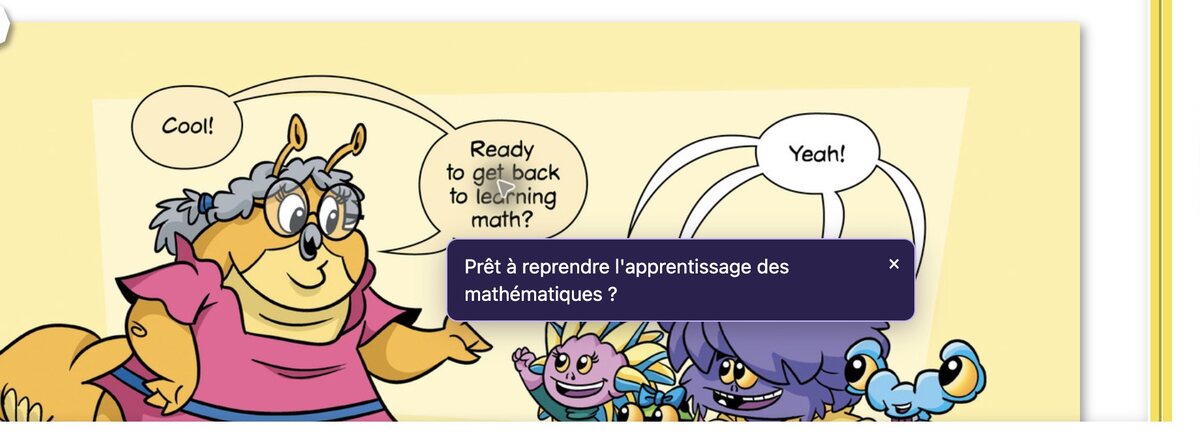 Cool!
Ready
to get back
to learning
math?
Yeah!
Prêt à reprendre l'apprentissage des
mathématiques ?